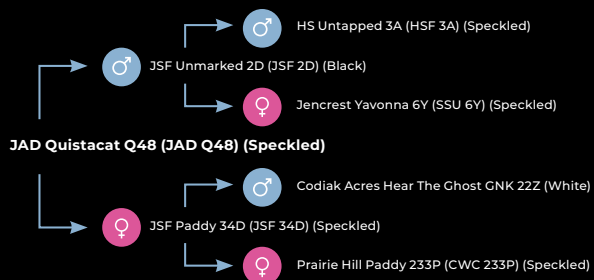 HS Untapped 3A (HSF 3A) (Speckled)
JSF Unmarked 2D (JSF 2D) (Black)
Jencrest Yavonna 6Y (SSU 6Y) (Speckled)
JAD Quistacat Q48 (JAD Q48) (Speckled)
Codiak Acres Hear The Ghost GNK 22Z (White)
JSF Paddy 34D (JSF 34D) (Speckled)
Prairie Hill Paddy 233P (CWC 233P) (Speckled)